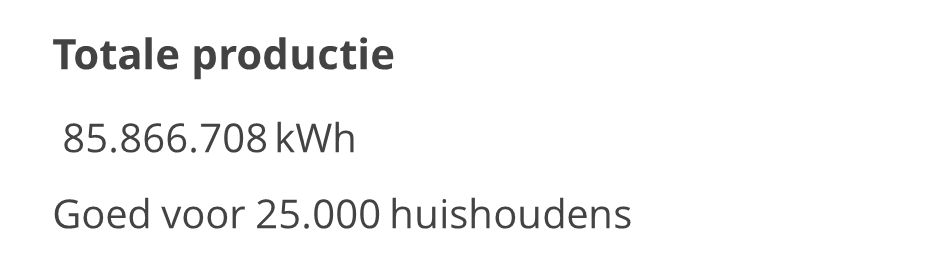 Totale productie
85.866.708 kWh
Goed voor 25.000 huishoudens